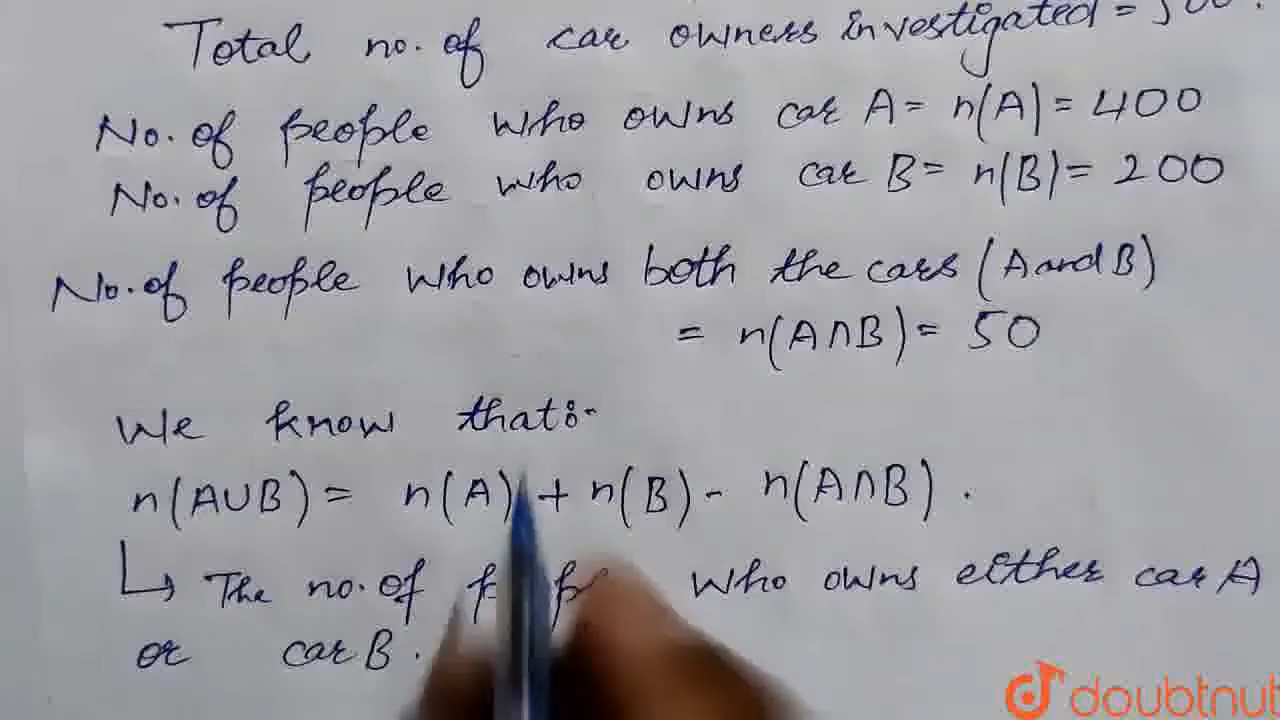 Total no. of car owners investigated =
No. of people who owns car A = n(A) = 400
No. of people who owns car B = n(B) = 200
No. of people who owns both the cars (A and B)
= n(A∩B) = 50
We know that:-
n(A∪B) = n(A) + n(B) - n(A∩B).
↳ The no. of who owns either car A
or car B.
doubtnut